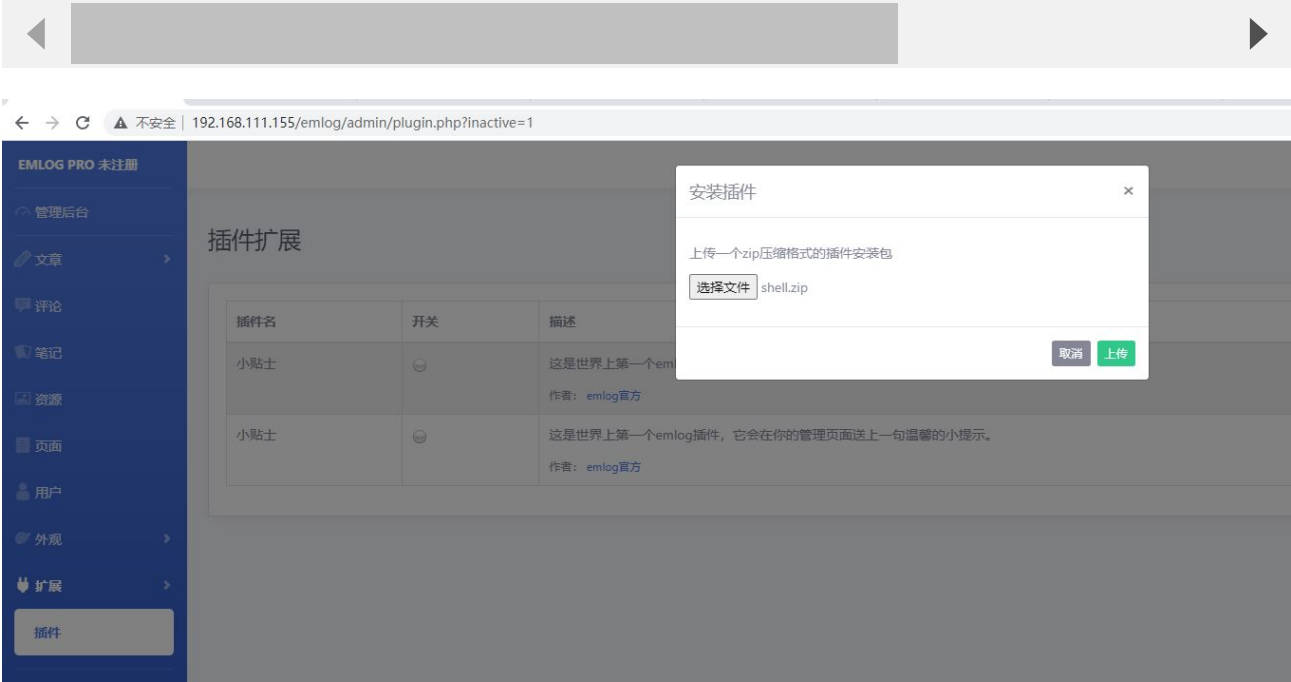 不安全 192.168.111.155/emlog/admin/plugin.php?inactive=1
EMLOG PRO 未注册
管理后台
文章
评论
笔记
资源
页面
用户
外观
扩展
插件
插件扩展
插件名 开关 描述
小贴士 这是世界上第一个em
作者: emlog官方
小贴士 这是世界上第一个emlog插件，它会在你的管理页面送上一句温馨的小提示。
作者: emlog官方
安装插件 ×
上传一个zip压缩格式的插件安装包
选择文件 shell.zip
取消 上传